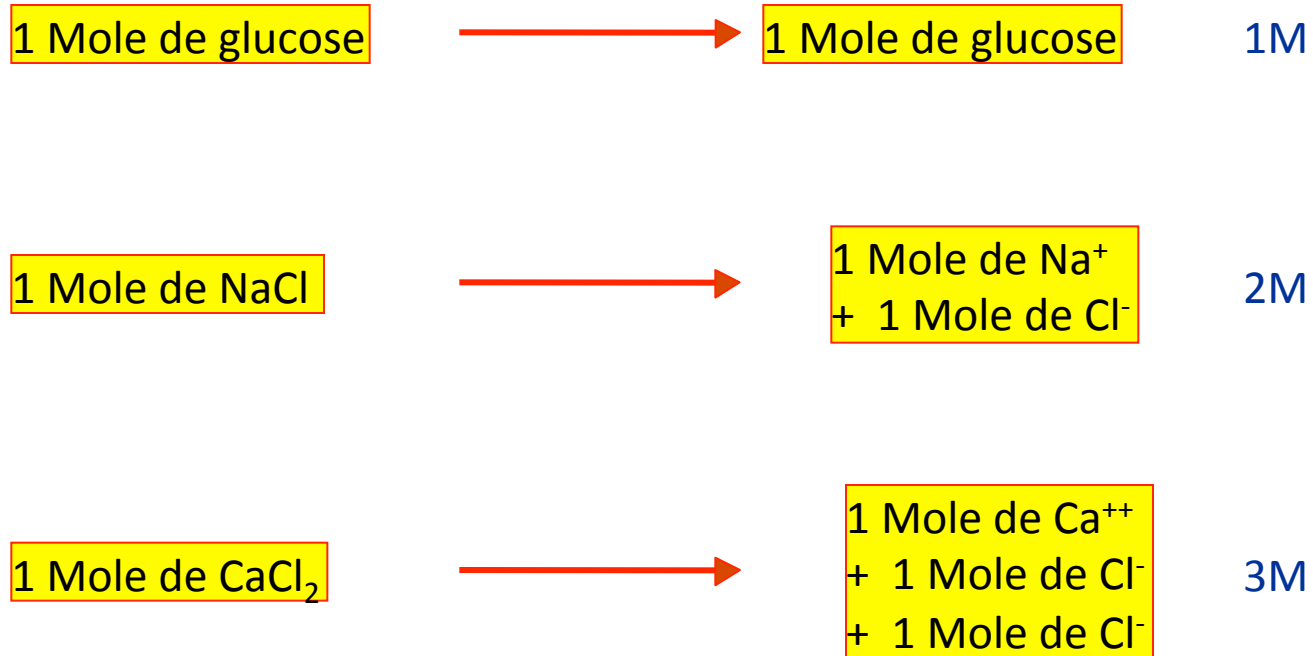 1 Mole de glucose
1 Mole de glucose
1M
1 Mole de NaCl
1 Mole de Na⁺
+ 1 Mole de Cl⁻
2M
1 Mole de CaCl₂
1 Mole de Ca⁺⁺
+ 1 Mole de Cl⁻
+ 1 Mole de Cl⁻
3M